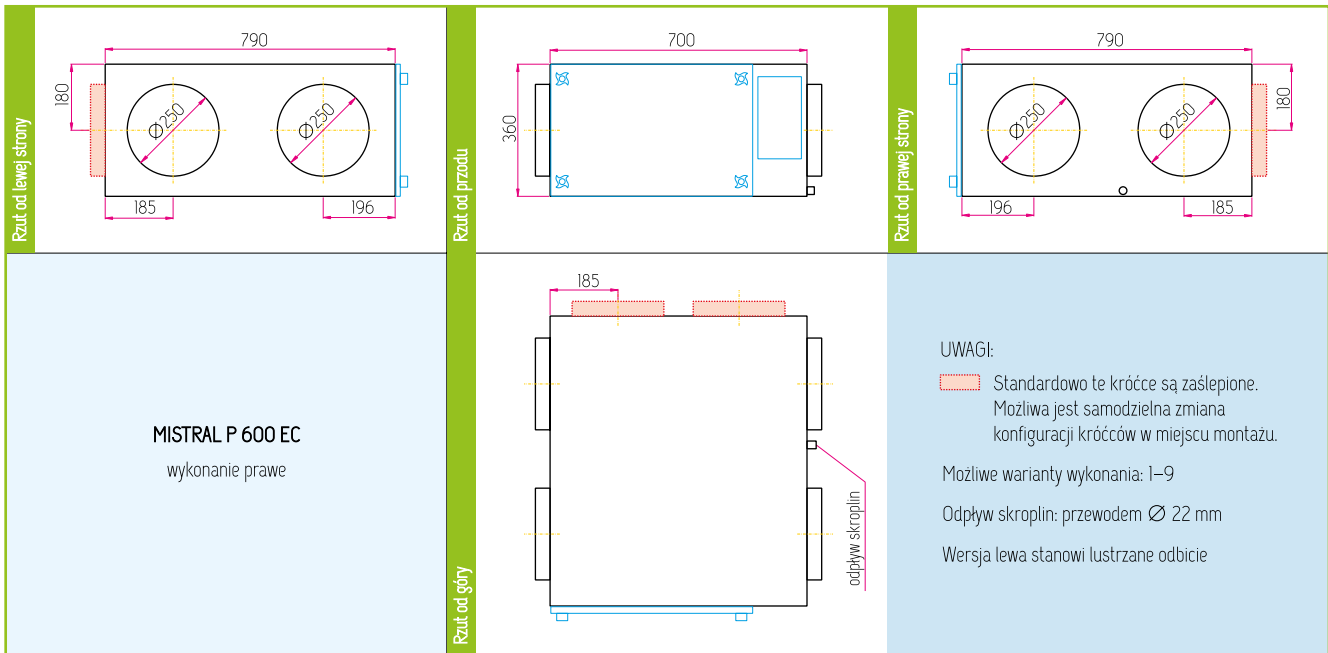 Rzut od lewej strony
790
180
Ø250
Ø250
185
196
Rzut od przodu
700
360
Rzut od prawej strony
790
180
Ø250
Ø250
196
185
MISTRAL P 600 EC
wykonanie prawe
Rzut od góry
185
odpływ skroplin
UWAGI:
Standardowo te króćce są zaślepione.
Możliwa jest samodzielna zmiana
konfiguracji króćców w miejscu montażu.
Możliwe warianty wykonania: 1–9
Odpływ skroplin: przewodem Ø 22 mm
Wersja lewa stanowi lustrzane odbicie